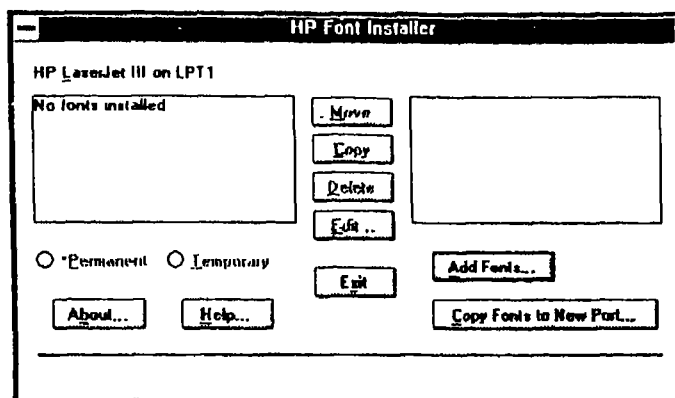 HP Font Installer
HP LaserJet III on LPT1
No fonts installed
Move
Copy
Delete
Edit...
*Permanent Temporary
Exit
Add Fonts...
About... Help...
Copy Fonts to New Port...